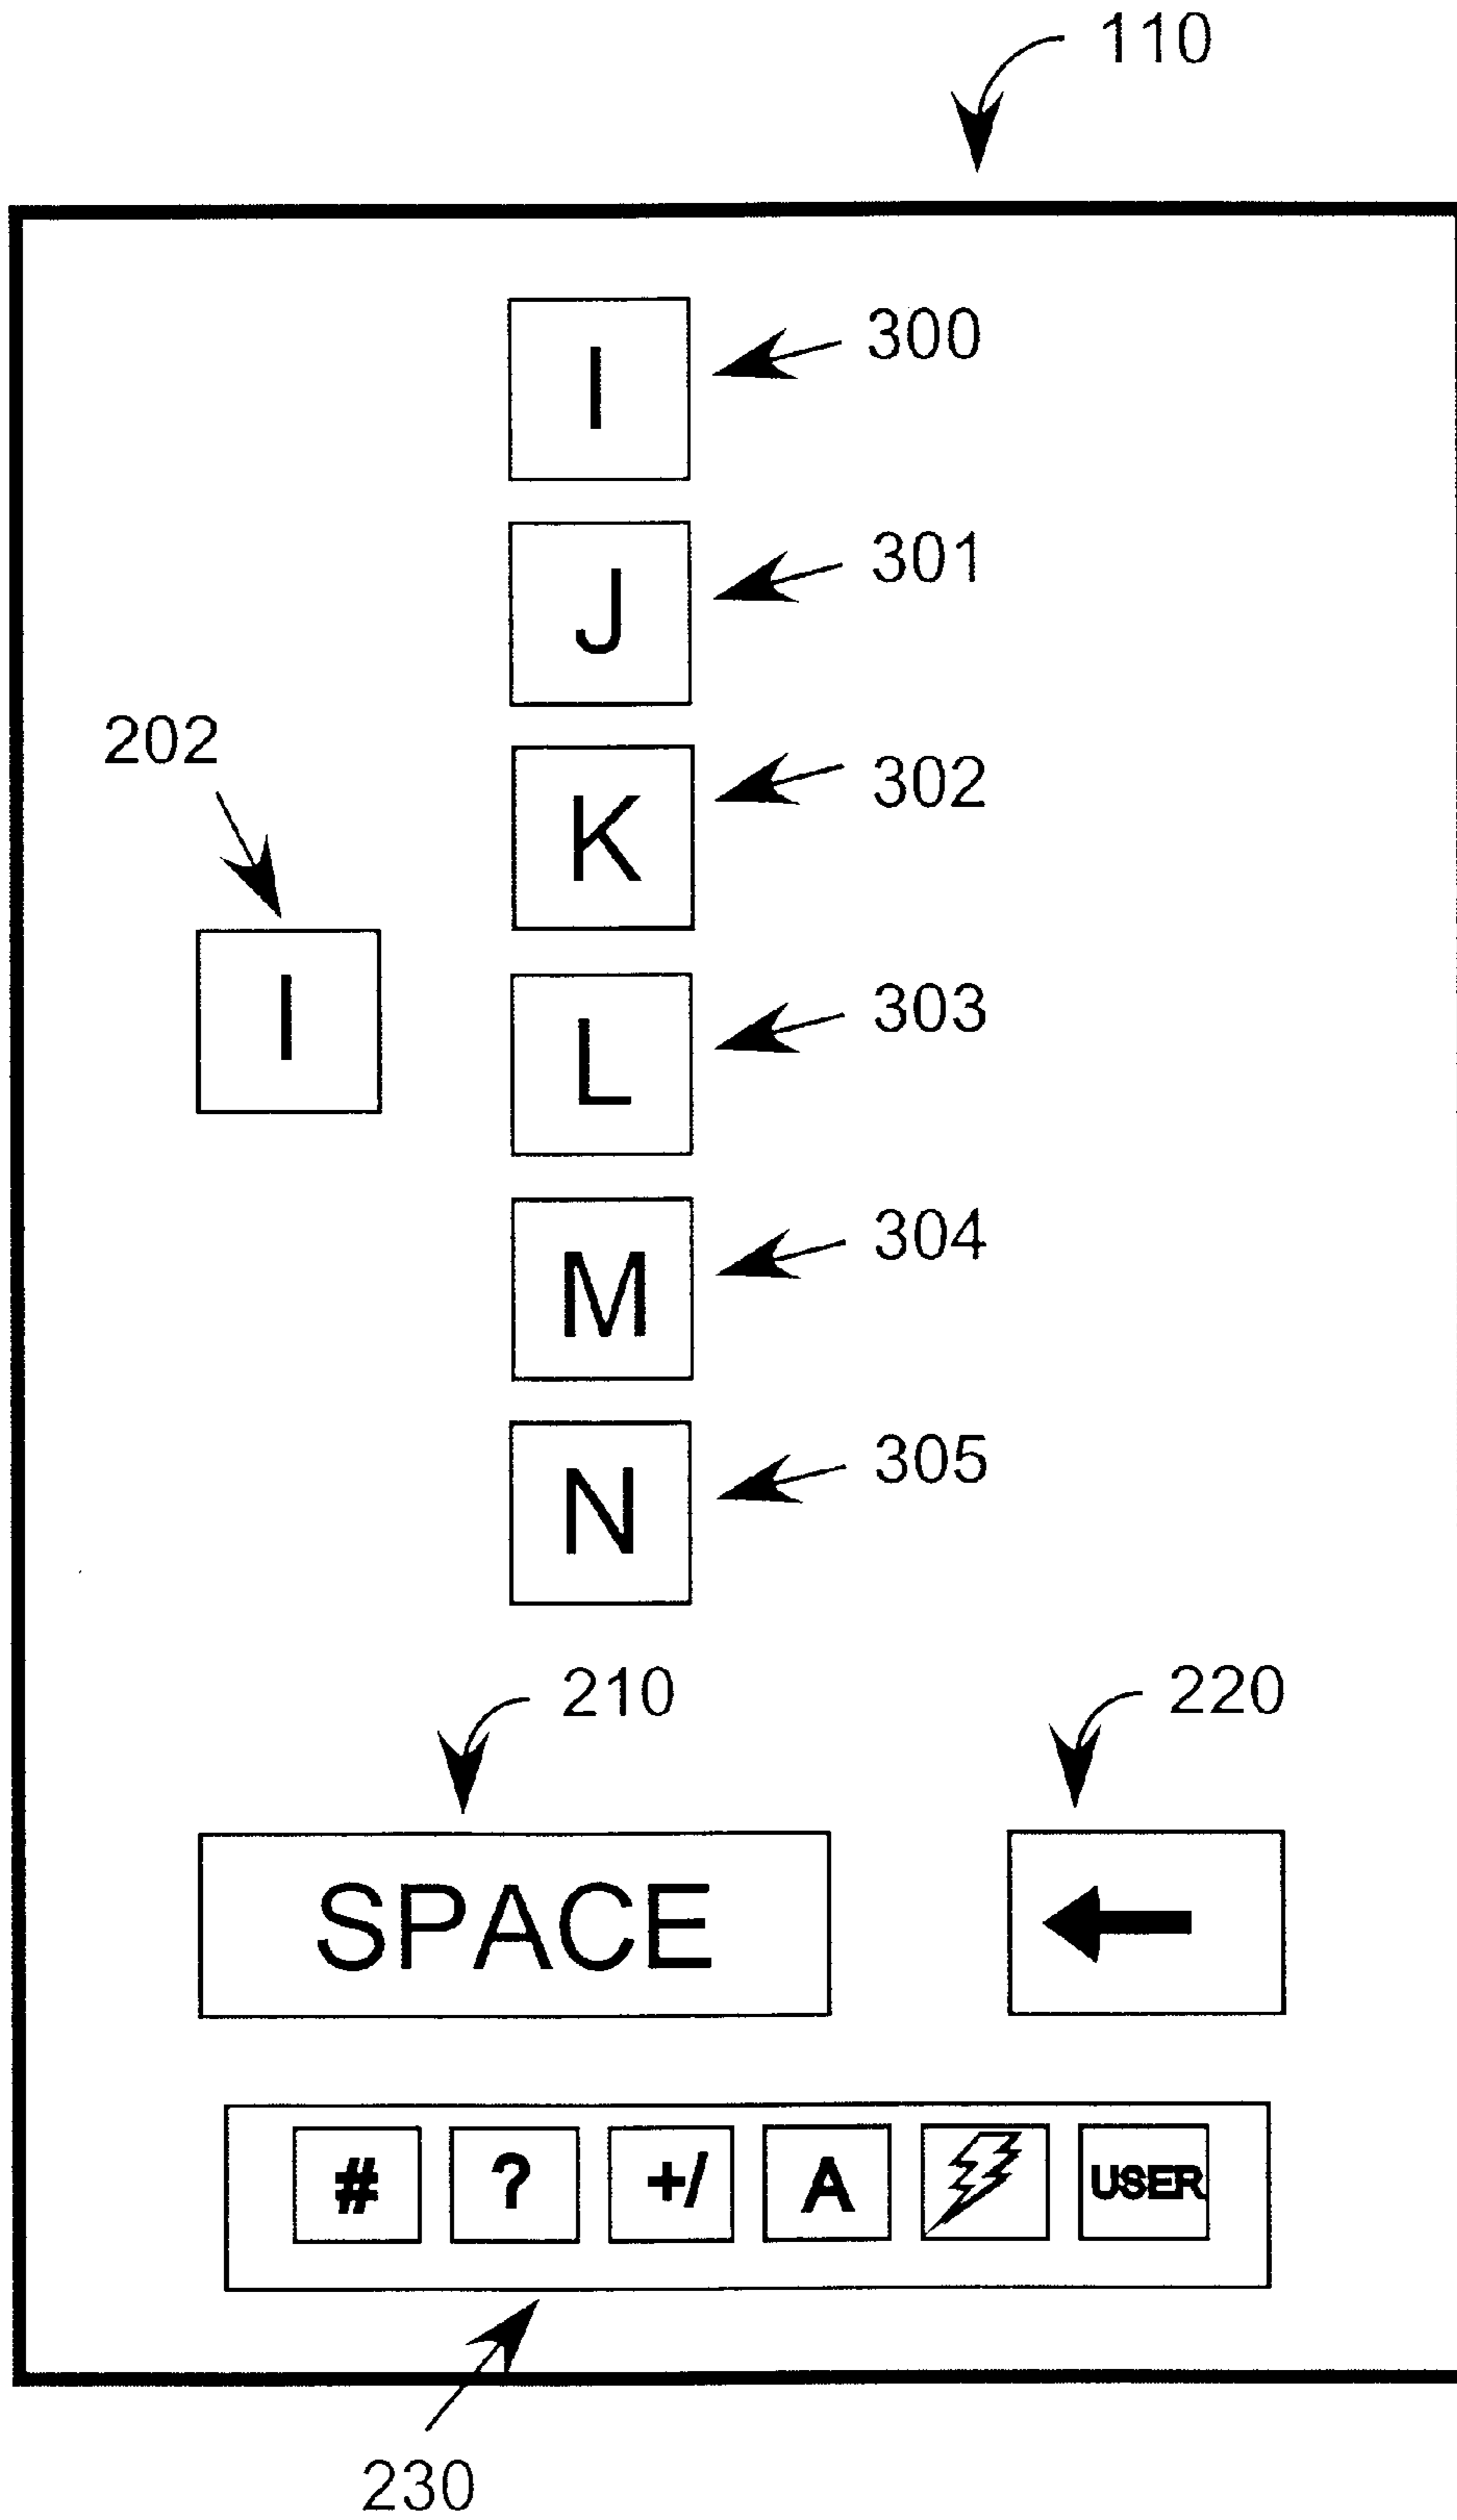 110
I 300
J 301
202
K 302
I
L 303
M 304
N 305
210 220
SPACE
# ? +/ A USER
230